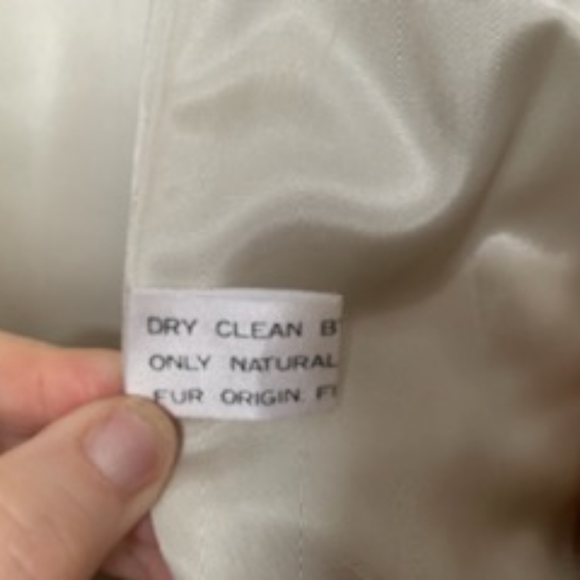 DRY CLEAN B
ONLY NATURAL
FUR ORIGIN. F